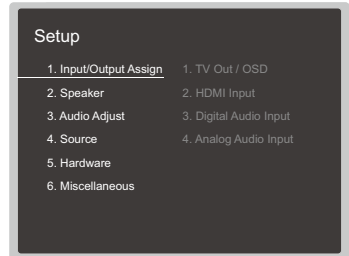 Setup
1. Input/Output Assign
2. Speaker
3. Audio Adjust
4. Source
5. Hardware
6. Miscellaneous
1. TV Out / OSD
2. HDMI Input
3. Digital Audio Input
4. Analog Audio Input